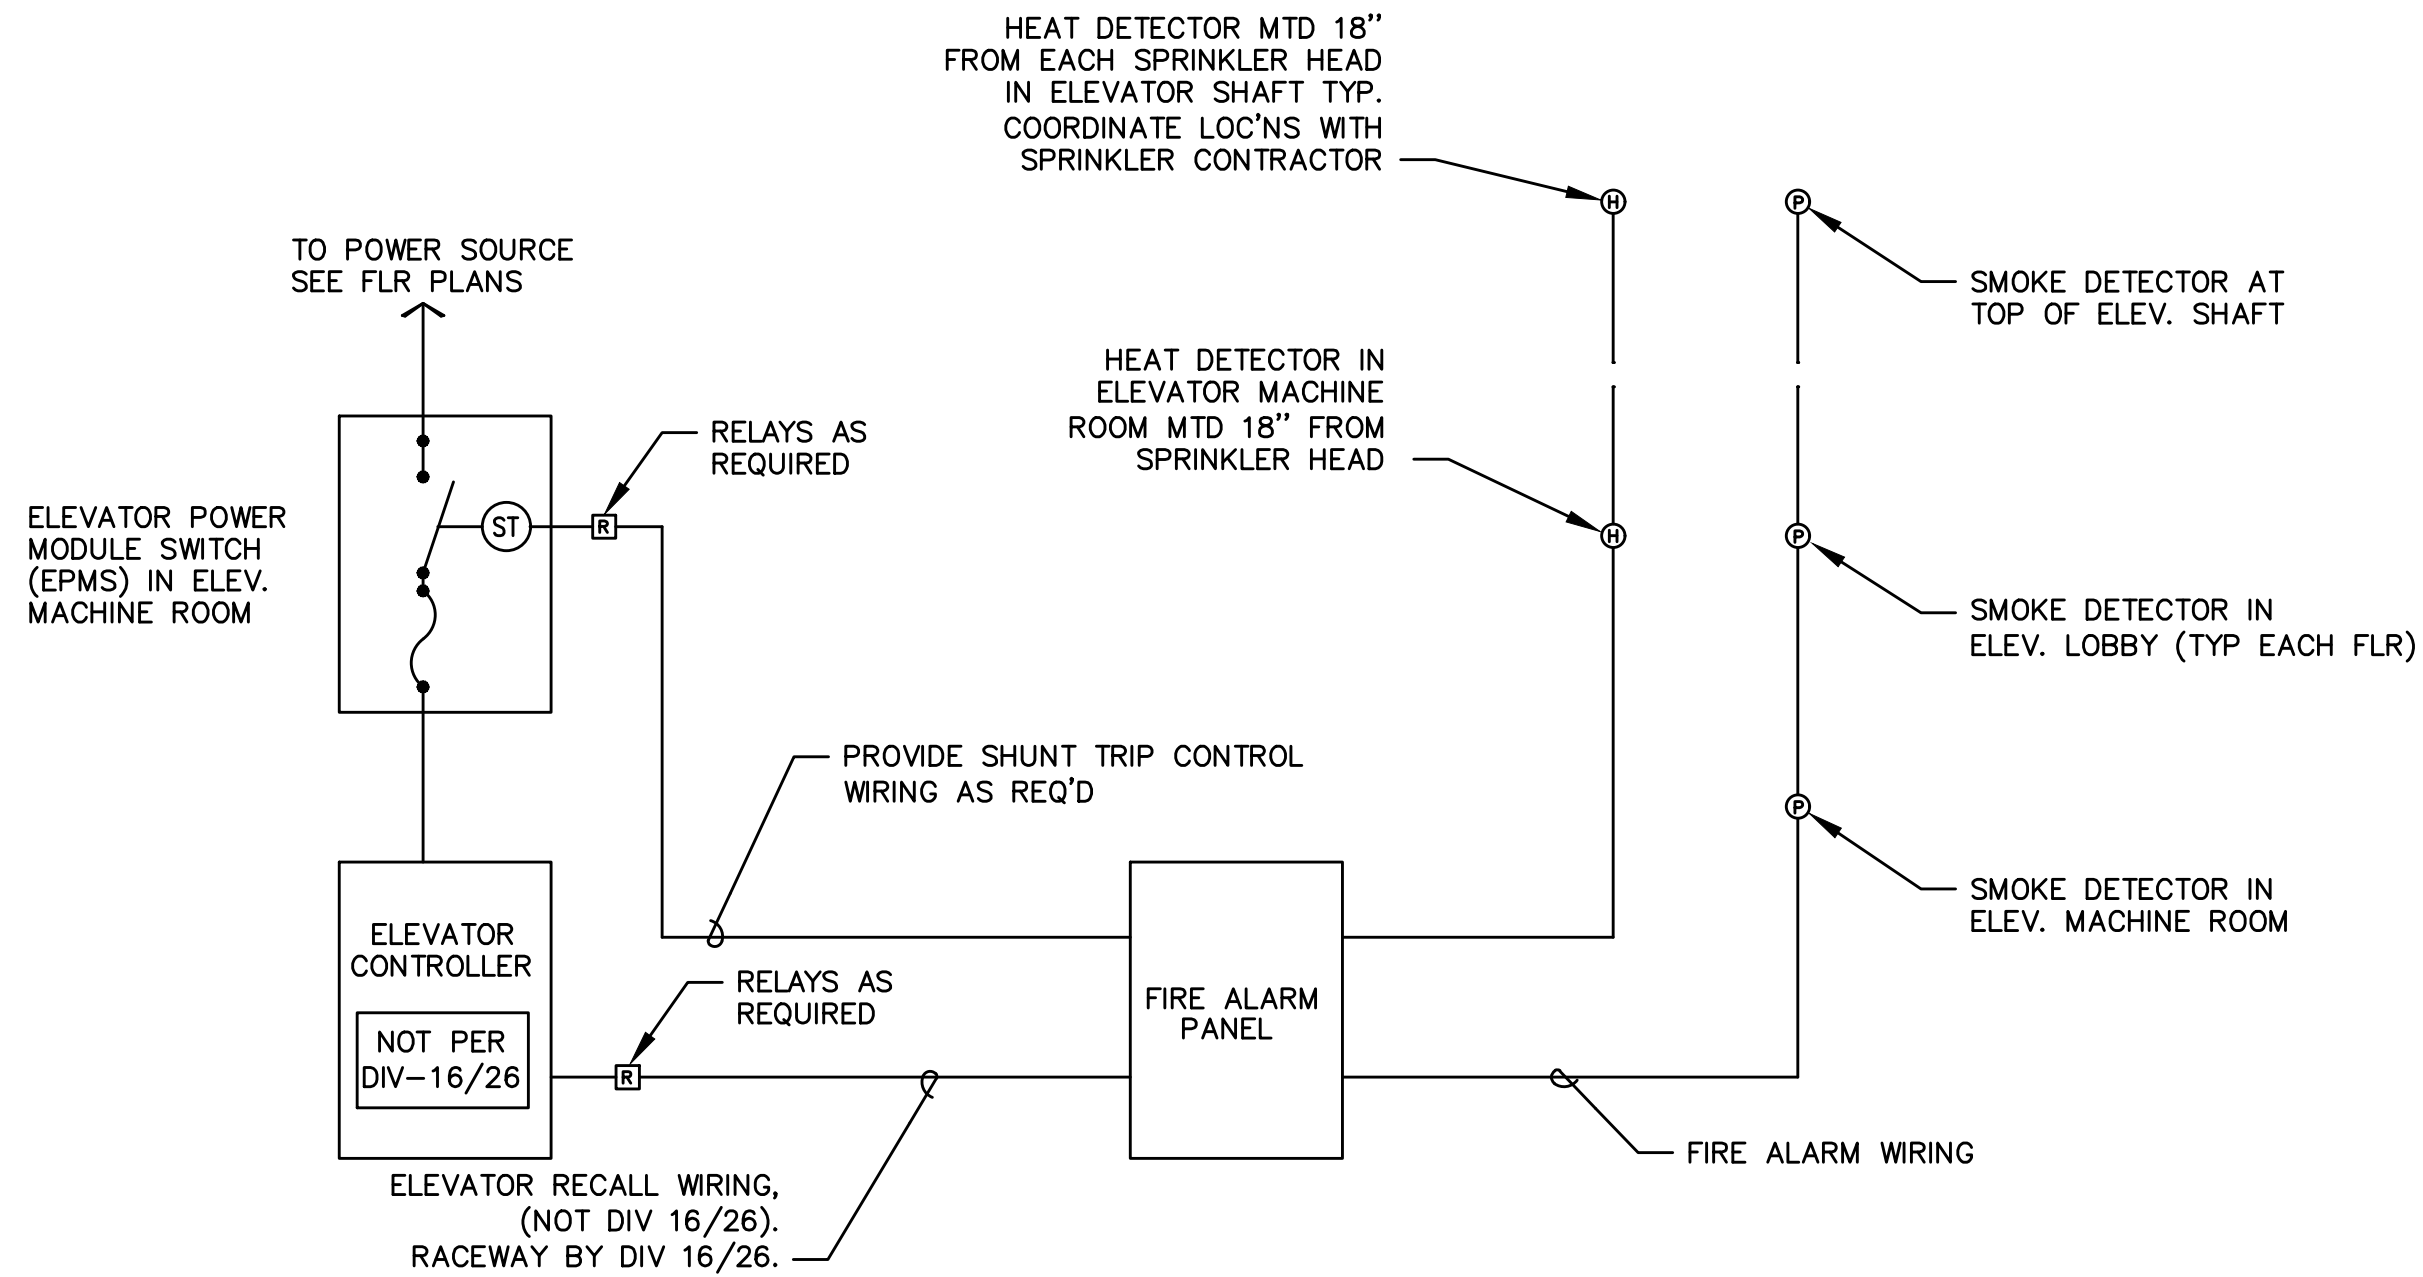 HEAT DETECTOR MTD 18"
FROM EACH SPRINKLER HEAD
IN ELEVATOR SHAFT TYP.
COORDINATE LOC'NS WITH
SPRINKLER CONTRACTOR
H
P
TO POWER SOURCE
SEE FLR PLANS
SMOKE DETECTOR AT
TOP OF ELEV. SHAFT
HEAT DETECTOR IN
ELEVATOR MACHINE
ROOM MTD 18" FROM
SPRINKLER HEAD
RELAYS AS
REQUIRED
ELEVATOR POWER
MODULE SWITCH
(EPMS) IN ELEV.
MACHINE ROOM
ST
R
H
P
SMOKE DETECTOR IN
ELEV. LOBBY (TYP EACH FLR)
PROVIDE SHUNT TRIP CONTROL
WIRING AS REQ'D
P
SMOKE DETECTOR IN
ELEV. MACHINE ROOM
ELEVATOR
CONTROLLER
NOT PER
DIV-16/26
RELAYS AS
REQUIRED
R
FIRE ALARM
PANEL
FIRE ALARM WIRING
ELEVATOR RECALL WIRING,
(NOT DIV 16/26).
RACEWAY BY DIV 16/26.